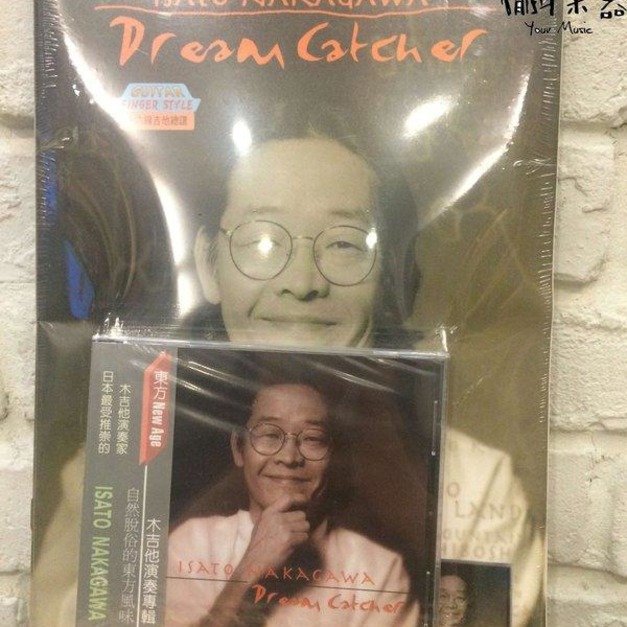 ISATO NAKAGAWA
Dream Catcher
Your Music
GUITAR
FINGER STYLE
東方 New Age
日本最受推崇的
木吉他演奏家
ISATO NAKAGAWA
自然脫俗的東方風味
木吉他演奏專輯
ISATO NAKAGAWA
Dream Catcher
LAND